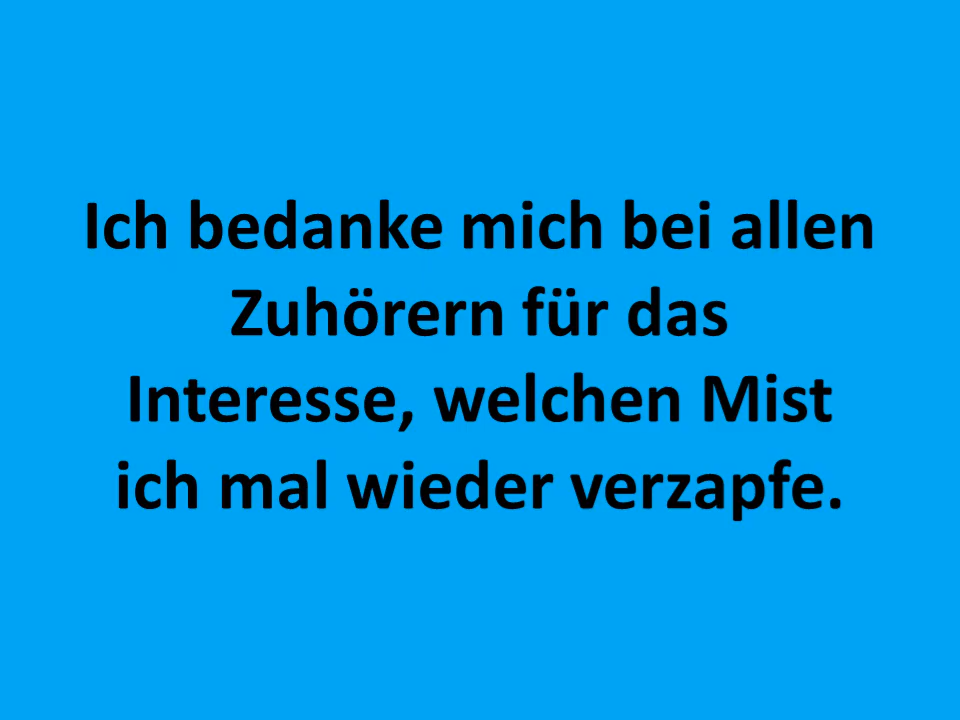 Ich bedanke mich bei allen
Zuhörern für das
Interesse, welchen Mist
ich mal wieder verzapfe.